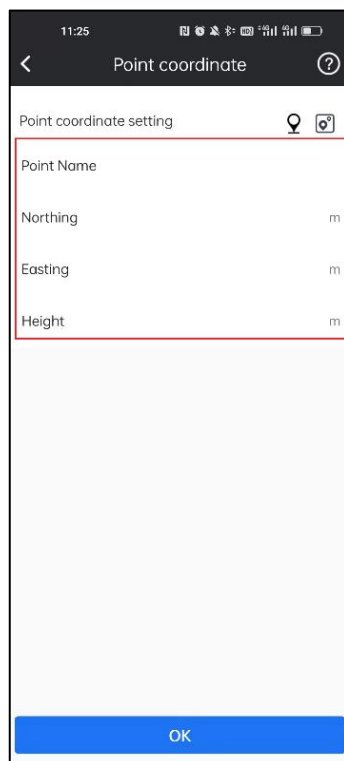 11:25
Point coordinate
Point coordinate setting
Point Name
Northing m
Easting m
Height m
OK